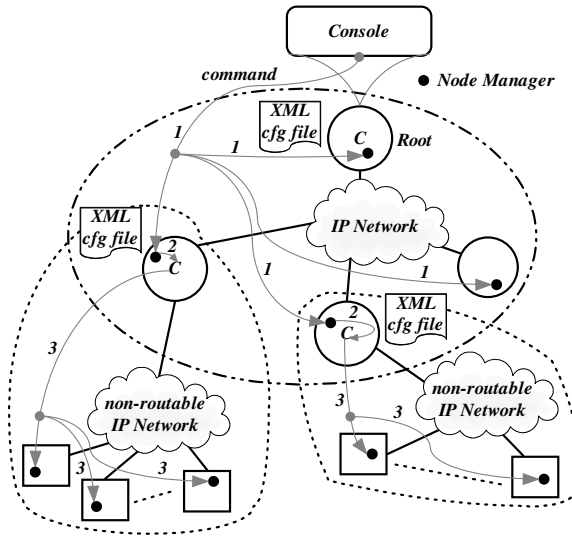 Console
command
Node Manager
1
1
XML
cfg file
C
Root
XML
cfg file
2
C
IP Network
1
1
2
C
XML
cfg file
3
non-routable
IP Network
3
3
non-routable
IP Network
3
3